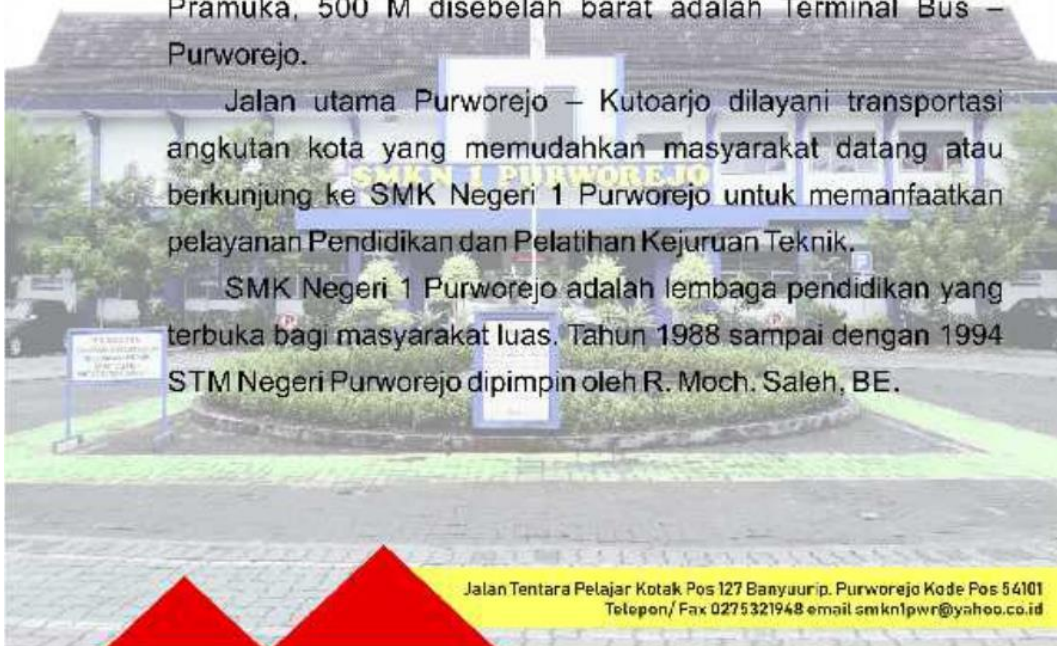 Pramuka, 500 M disebelah barat adalah Terminal Bus –
Purworejo.
Jalan utama Purworejo – Kutoarjo dilayani transportasi
angkutan kota yang memudahkan masyarakat datang atau
berkunjung ke SMK Negeri 1 Purworejo untuk memanfaatkan
pelayanan Pendidikan dan Pelatihan Kejuruan Teknik.
SMK Negeri 1 Purworejo adalah lembaga pendidikan yang
terbuka bagi masyarakat luas. Tahun 1988 sampai dengan 1994
STM Negeri Purworejo dipimpin oleh R. Moch. Saleh, BE.
SMKN 1 PURWOREJO
P
P
Jalan Tentara Pelajar Kotak Pos 127 Banyuurip. Purworejo Kode Pos 54101
Telepon/ Fax 0275321948 email smkn1pwr@yahoo.co.id